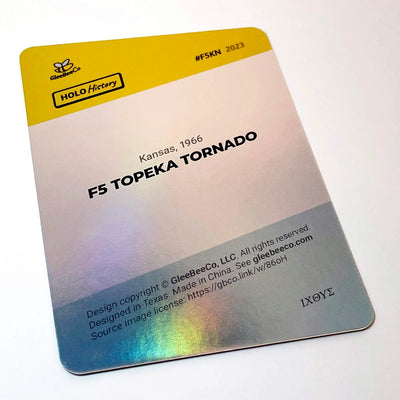 GleeBeeCo
#F5KN 2023
HOLO History
Kansas, 1966
F5 TOPEKA TORNADO
Design copyright © GleeBeeCo, LLC. All rights reserved.
Designed in Texas. Made in China. See gleebeeco.com
Source image license: https://gbco.link/w/86oH
ΙΧΘΥΣ